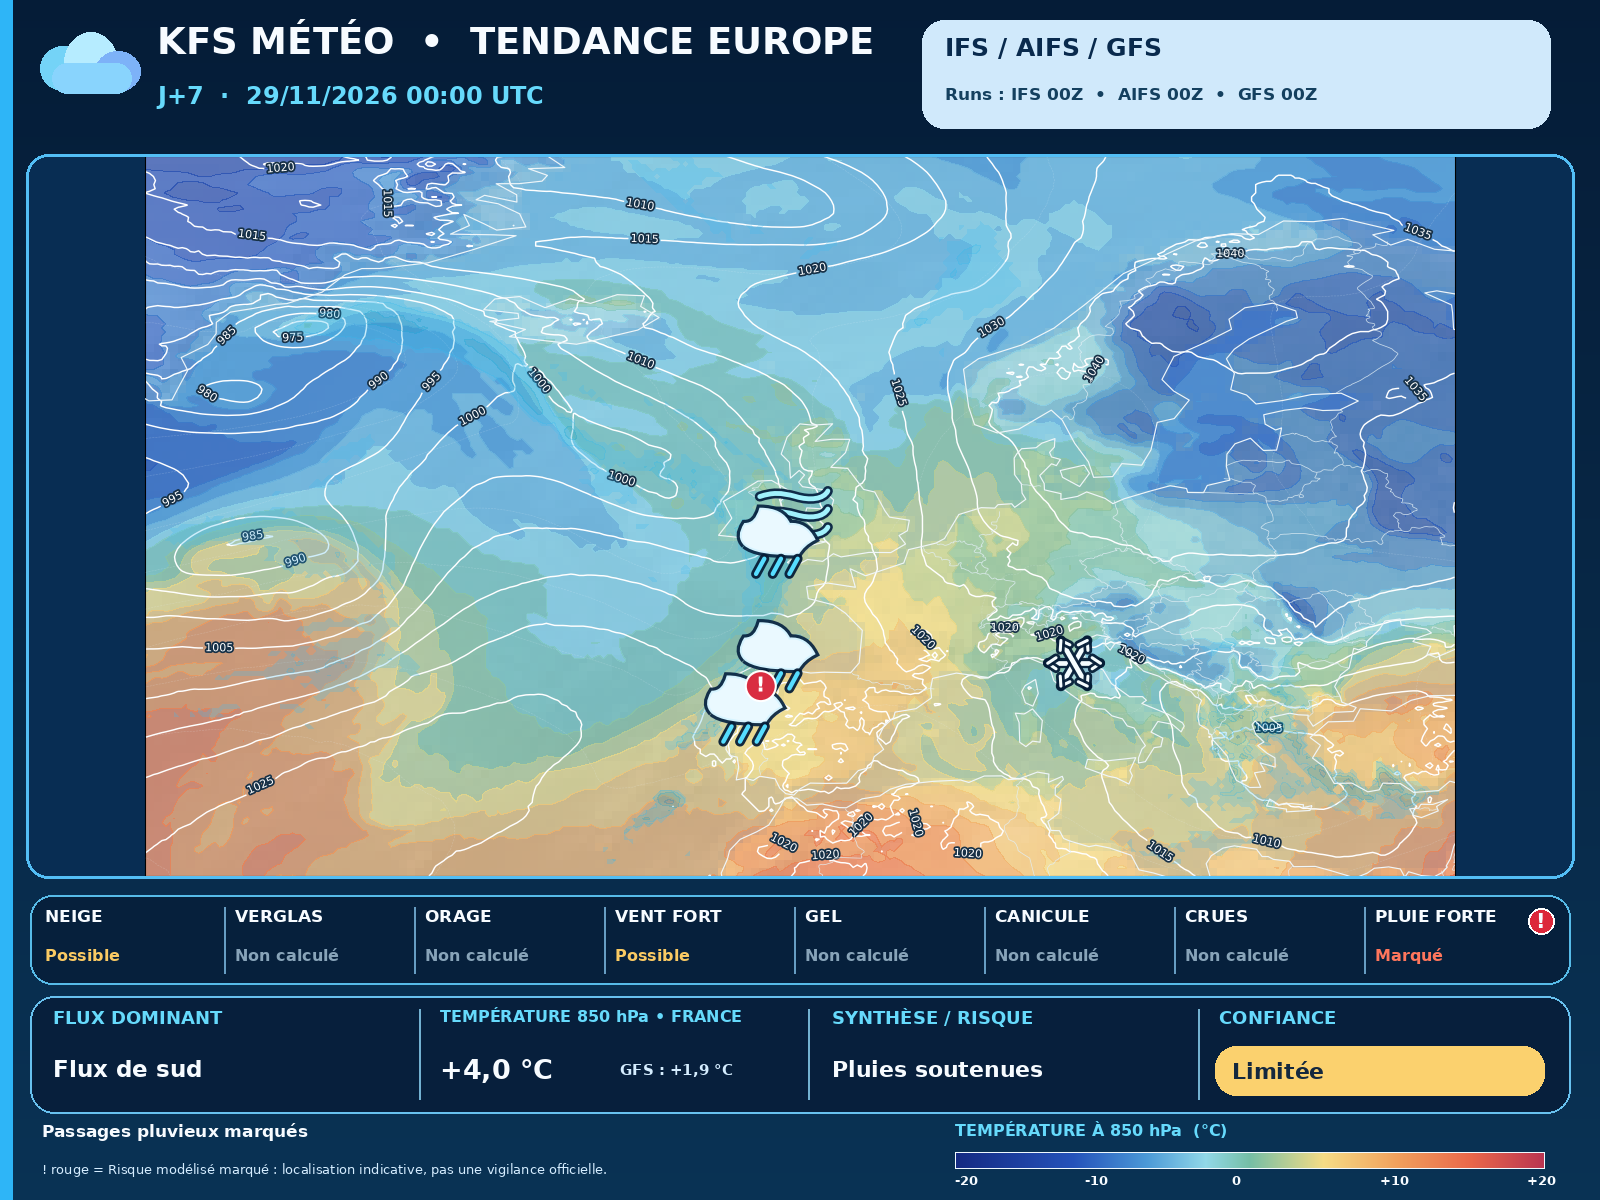 KFS MÉTÉO • TENDANCE EUROPE
J+7 · 29/11/2026 00:00 UTC
IFS / AIFS / GFS
Runs : IFS 00Z • AIFS 00Z • GFS 00Z
1020
1015
1010
1015
1015
1020
1035
1040
980
985
975
1030
1010
1040
980
990
995
1000
1025
1035
1000
1000
995
985
990
1005
1020
1020
1020
1020
1005
1025
1020
1020
1020
1020
1020
1015
1010
!
NEIGE
Possible
VERGLAS
Non calculé
ORAGE
Non calculé
VENT FORT
Possible
GEL
Non calculé
CANICULE
Non calculé
CRUES
Non calculé
PLUIE FORTE !
Marqué
FLUX DOMINANT
Flux de sud
TEMPÉRATURE 850 hPa • FRANCE
+4,0 °C GFS : +1,9 °C
SYNTHÈSE / RISQUE
Pluies soutenues
CONFIANCE
Limitée
Passages pluvieux marqués
! rouge = Risque modélisé marqué : localisation indicative, pas une vigilance officielle.
TEMPÉRATURE À 850 hPa (°C)
-20 -10 0 +10 +20